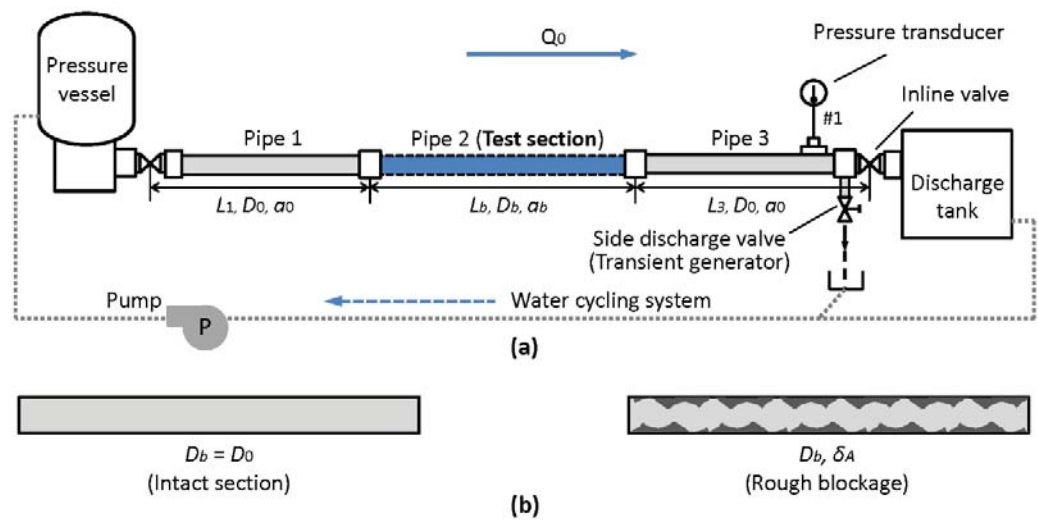 Q0
Pressure transducer
Pressure
vessel
Inline valve
#1
Pipe 1
Pipe 2 (Test section)
Pipe 3
Discharge
tank
L1, D0, a0
Lb, Db, ab
L3, D0, a0
Side discharge valve
(Transient generator)
Pump
Water cycling system
P
(a)
Db = D0
(Intact section)
Db, δA
(Rough blockage)
(b)